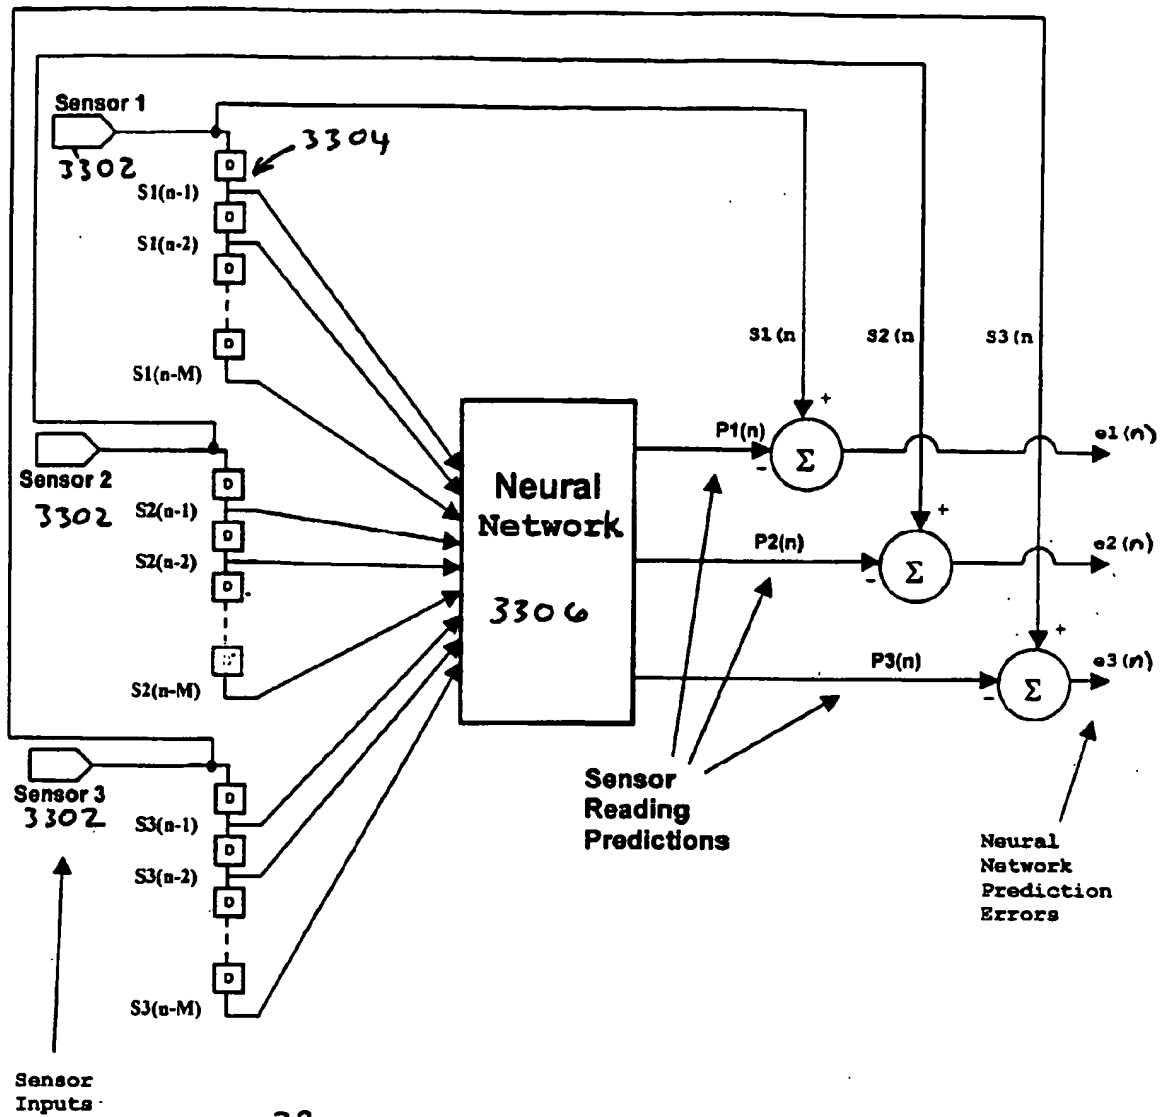 Sensor 1
3302
3304
D
S1(n-1)
D
S1(n-2)
D
D
S1(n-M)
Sensor 2
3302
D
S2(n-1)
D
S2(n-2)
D
S2(n-M)
Sensor 3
3302
D
S3(n-1)
D
S3(n-2)
D
D
S3(n-M)
Sensor
Inputs
Neural
Network
3306
S1(n
S2(n
S3(n
P1(n)
+
-
Σ
e1(n)
P2(n)
+
-
Σ
e2(n)
P3(n)
+
-
Σ
e3(n)
Sensor
Reading
Predictions
Neural
Network
Prediction
Errors